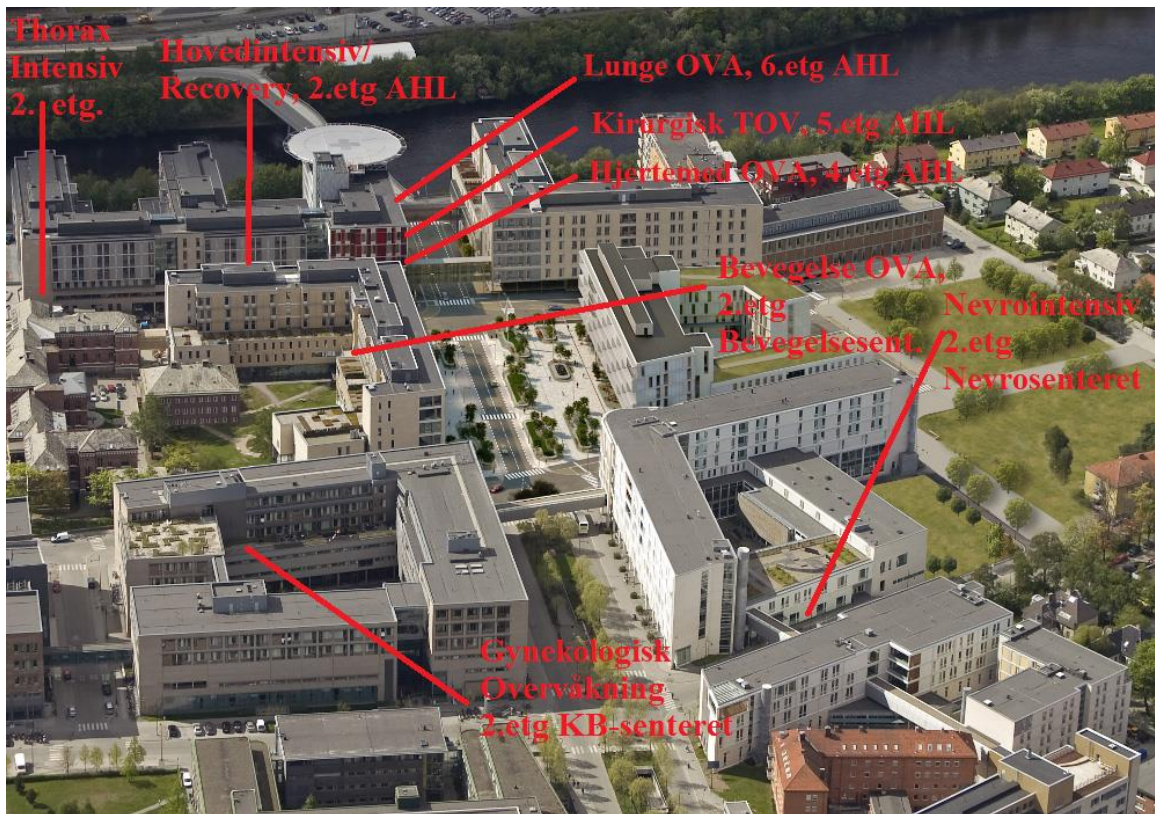 Thorax
Intensiv
2. etg.
Hovedintensiv/
Recovery, 2.etg AHL
Lunge OVA, 6.etg AHL
Kirurgisk TOV, 5.etg AHL
Hjertemed OVA, 4.etg AHL
Bevegelse OVA,
2.etg
Bevegelsesent.
Nevrointensiv
2.etg
Nevrosenteret
Gynekologisk
Overvåkning
2.etg KB-senteret